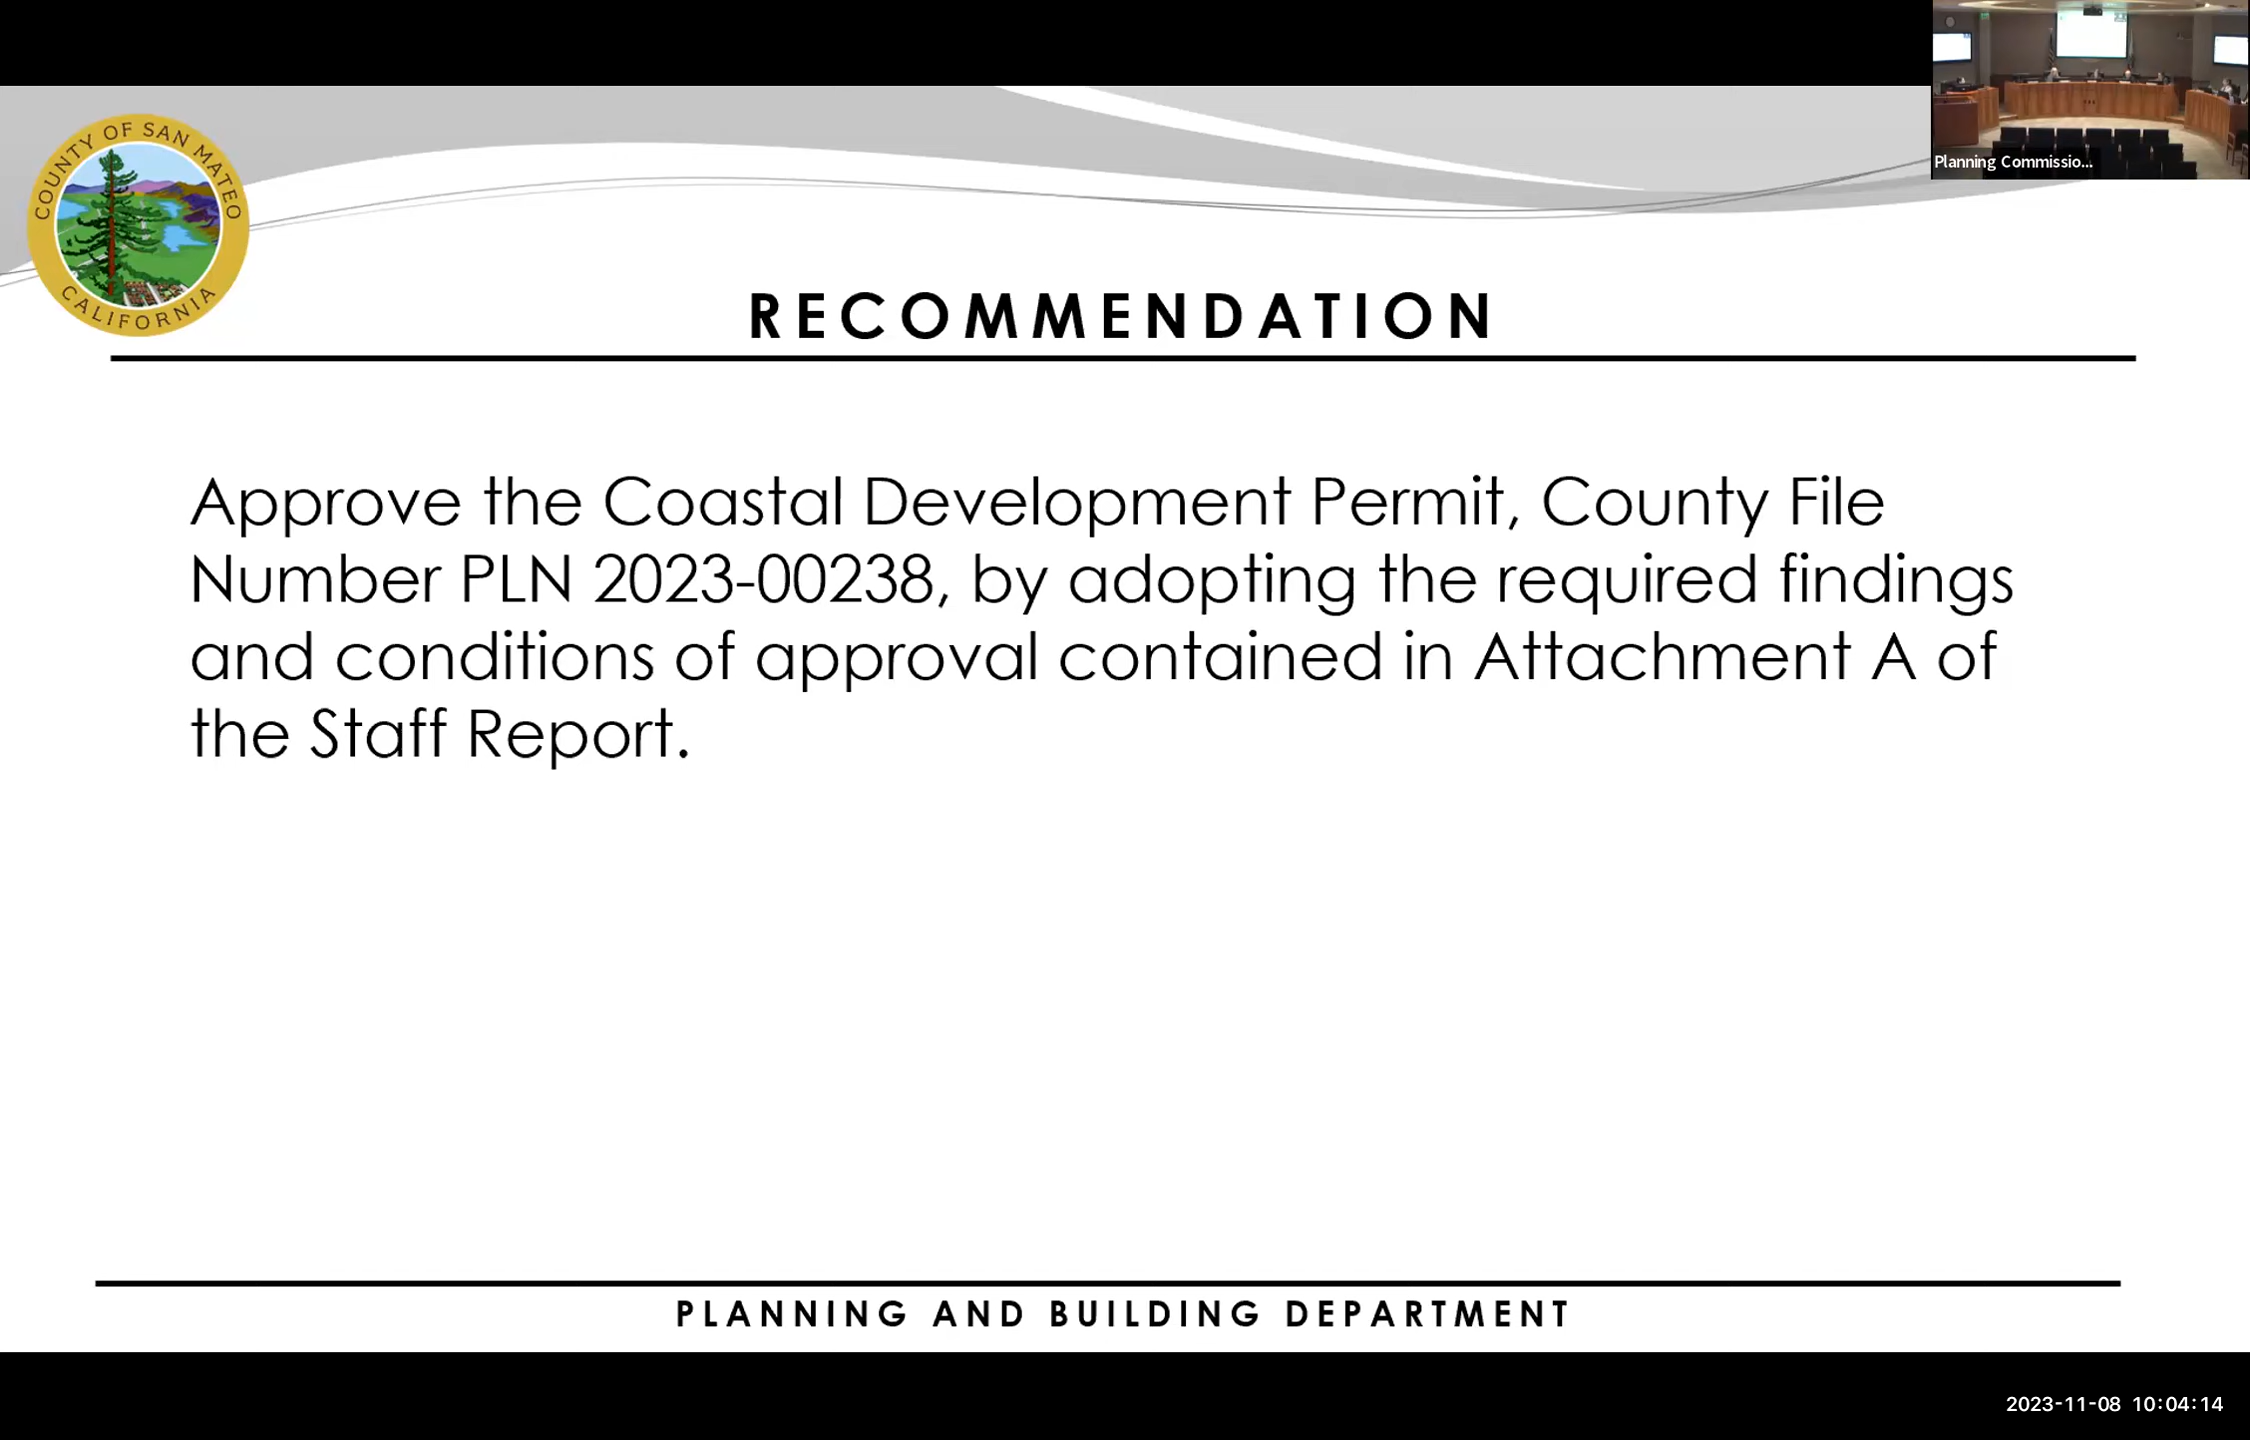 Planning Commissio...
COUNTY OF SAN MATEO
CALIFORNIA
RECOMMENDATION
Approve the Coastal Development Permit, County File
Number PLN 2023-00238, by adopting the required findings
and conditions of approval contained in Attachment A of
the Staff Report.
PLANNING AND BUILDING DEPARTMENT
2023-11-08 10:04:14